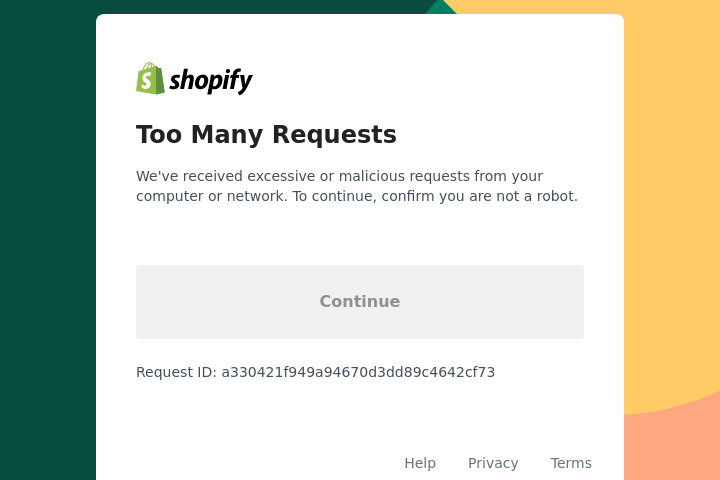 shopify
Too Many Requests
We've received excessive or malicious requests from your
computer or network. To continue, confirm you are not a robot.
Continue
Request ID: a330421f949a94670d3dd89c4642cf73
Help Privacy Terms